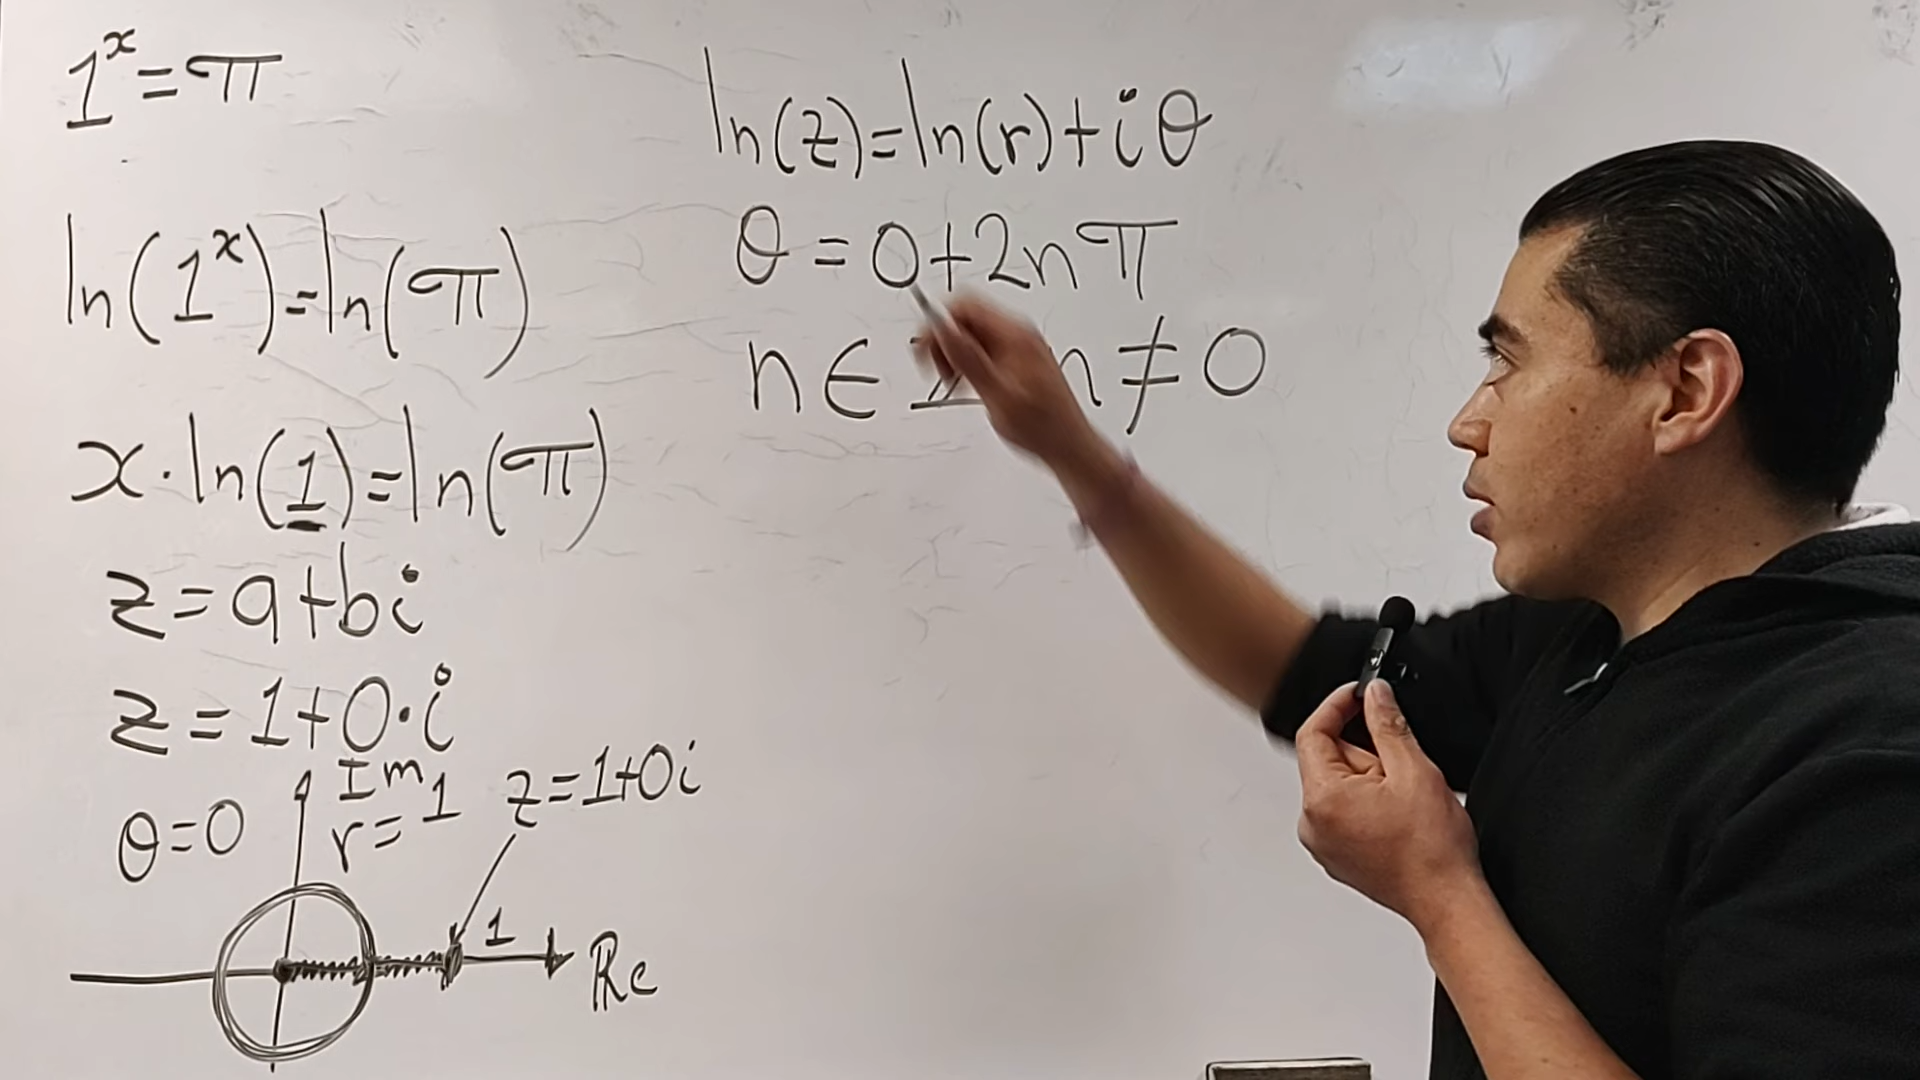 1^x = π
ln(1^x) = ln(π)
x · ln(1) = ln(π)
z = a + bi
z = 1 + 0 · i
θ = 0
Im
r = 1
z = 1 + 0i
1
Re
ln(z) = ln(r) + iθ
θ = 0 + 2nπ
n ∈ n ≠ 0